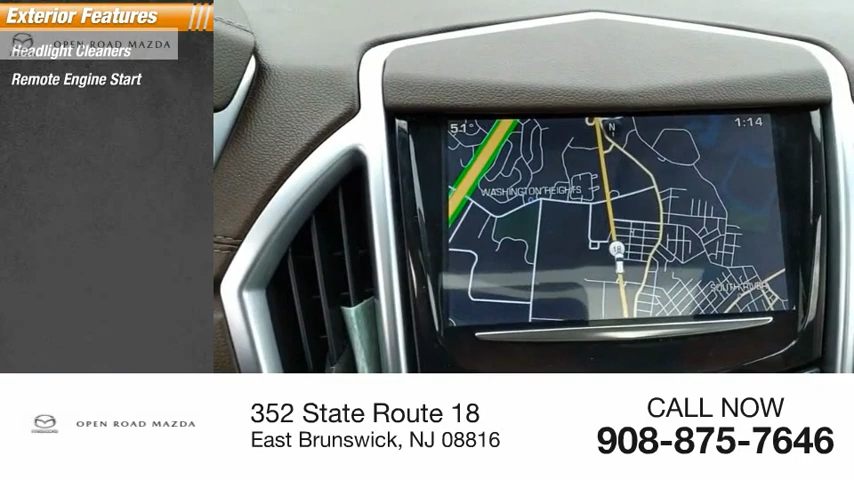 Exterior Features
OPEN ROAD MAZDA
Headlight Cleaners
Remote Engine Start
51°
N
1:14
WASHINGTON HEIGHTS
18
SOUTH RIVER
OPEN ROAD MAZDA
352 State Route 18
East Brunswick, NJ 08816
CALL NOW
908-875-7646